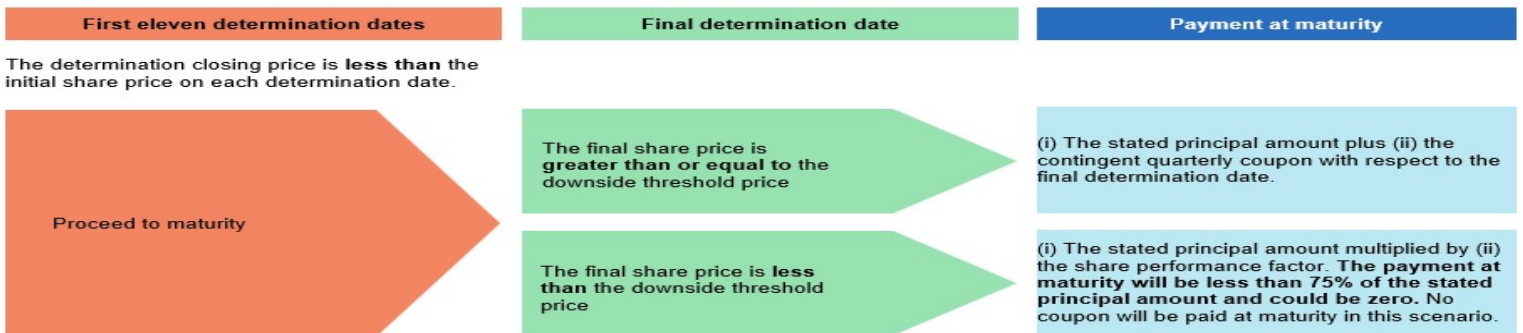 First eleven determination dates
Final determination date
Payment at maturity
The determination closing price is less than the
initial share price on each determination date.
Proceed to maturity
The final share price is
greater than or equal to the
downside threshold price
(i) The stated principal amount plus (ii) the
contingent quarterly coupon with respect to the
final determination date.
The final share price is less
than the downside threshold
price
(i) The stated principal amount multiplied by (ii)
the share performance factor. The payment at
maturity will be less than 75% of the stated
principal amount and could be zero. No
coupon will be paid at maturity in this scenario.